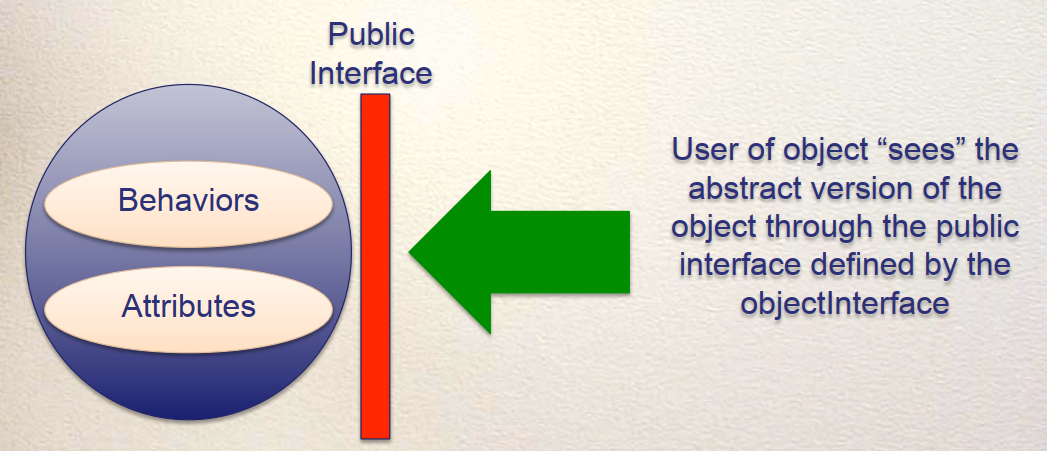 Public
Interface
Behaviors
Attributes
User of object “sees” the
abstract version of the
object through the public
interface defined by the
objectInterface